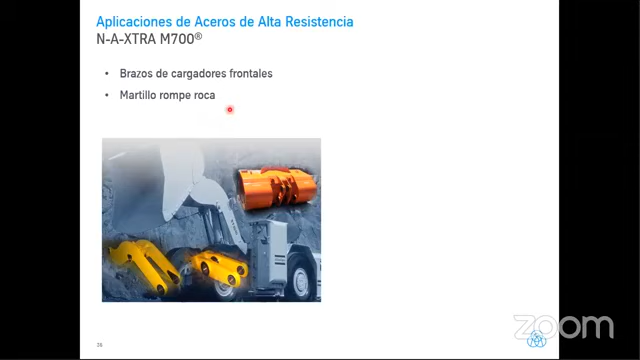 Aplicaciones de Aceros de Alta Resistencia
N-A-XTRA M700®
• Brazos de cargadores frontales
• Martillo rompe roca
26
zoom